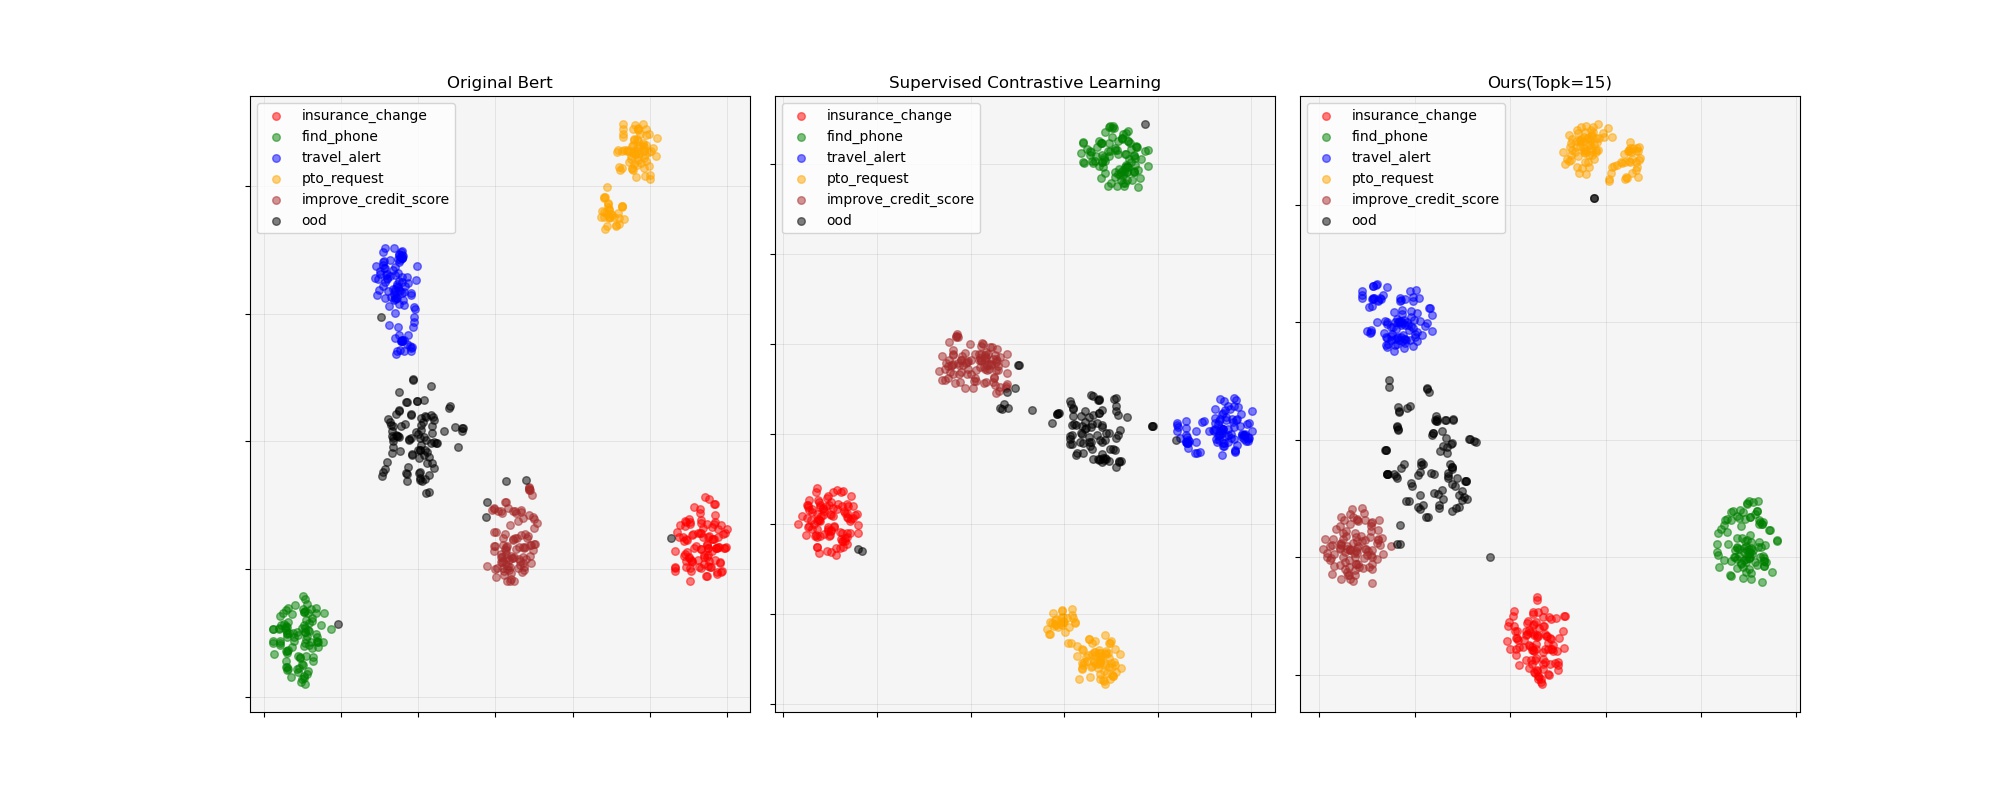 Original Bert
insurance_change
find_phone
travel_alert
pto_request
improve_credit_score
ood
Supervised Contrastive Learning
insurance_change
find_phone
travel_alert
pto_request
improve_credit_score
ood
Ours(Topk=15)
insurance_change
find_phone
travel_alert
pto_request
improve_credit_score
ood